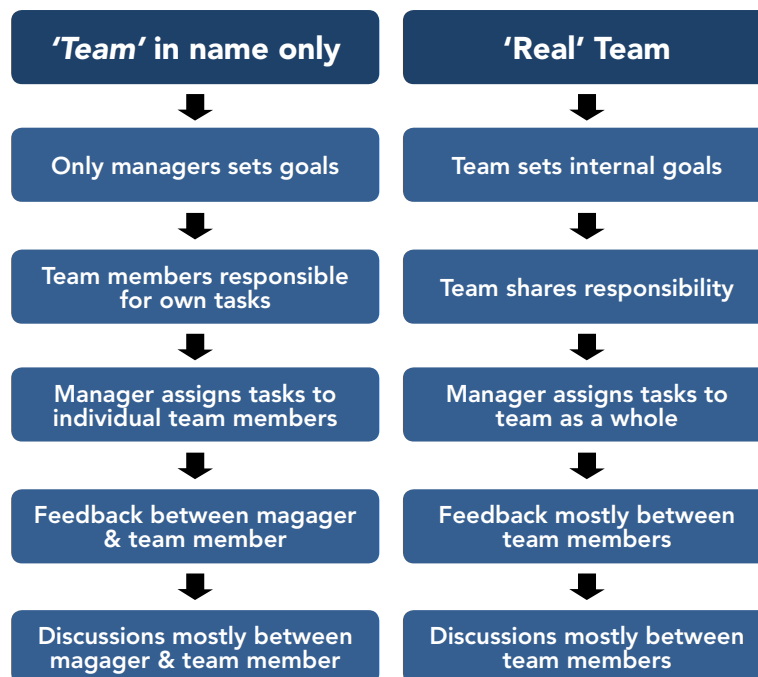 'Team' in name only
Only managers sets goals
Team members responsible
for own tasks
Manager assigns tasks to
individual team members
Feedback between magager
& team member
Discussions mostly between
magager & team member
'Real' Team
Team sets internal goals
Team shares responsibility
Manager assigns tasks to
team as a whole
Feedback mostly between
team members
Discussions mostly between
team members